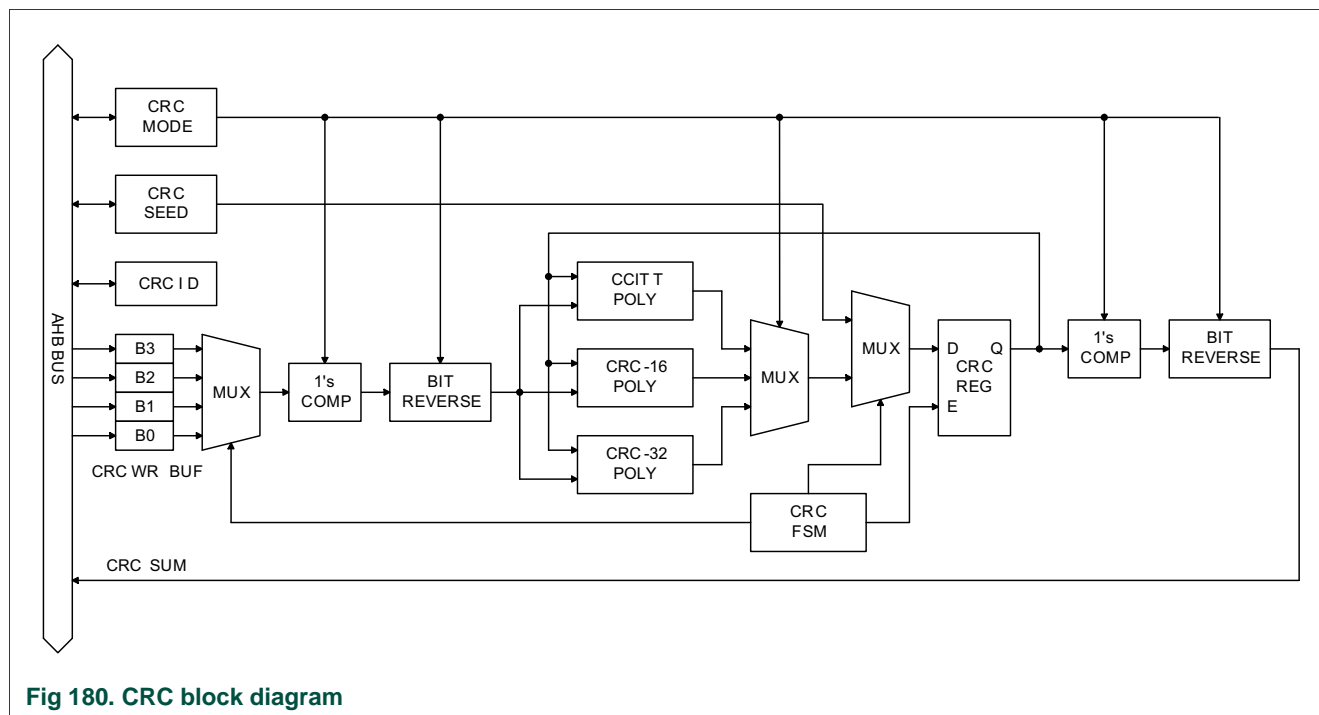 CRC
MODE
CRC
SEED
CRC I D
AHB BUS
B3
B2
B1
B0
CRC WR BUF
MUX
1's
COMP
BIT
REVERSE
CCIT T
POLY
CRC -16
POLY
CRC -32
POLY
MUX
MUX
D Q
CRC
REG
E
1's
COMP
BIT
REVERSE
CRC
FSM
CRC SUM
Fig 180. CRC block diagram